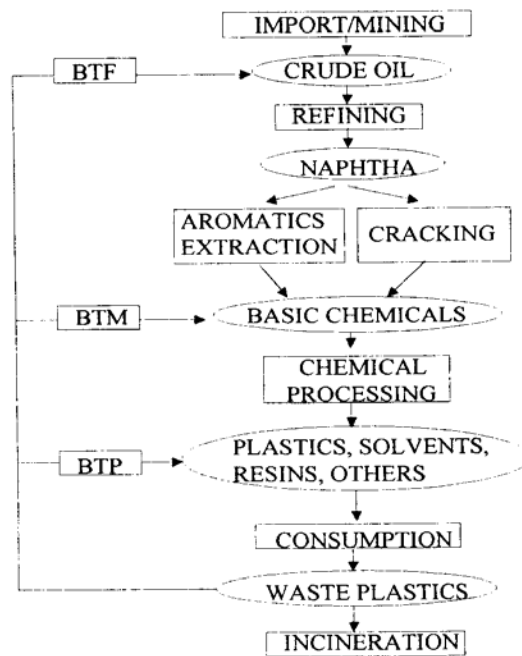 IMPORT/MINING
BTF
CRUDE OIL
REFINING
NAPHTHA
AROMATICS
EXTRACTION
CRACKING
BTM
BASIC CHEMICALS
CHEMICAL
PROCESSING
PLASTICS, SOLVENTS,
RESINS, OTHERS
BTP
CONSUMPTION
WASTE PLASTICS
INCINERATION